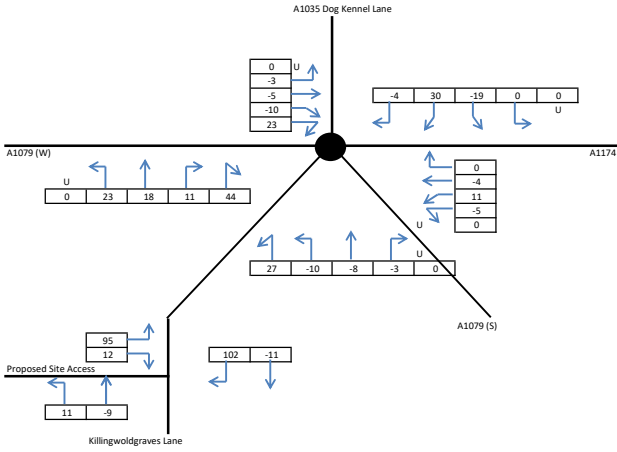 A1035 Dog Kennel Lane
0 U
-3
-5
-10
23
-4 30 -19 0 0
U
A1079 (W)
A1174
U
0 23 18 11 44
0
-4
11
-5
U 0
U
27 -10 -8 -3 0
A1079 (S)
95
12
102 -11
Proposed Site Access
11 -9
Killingwoldgraves Lane